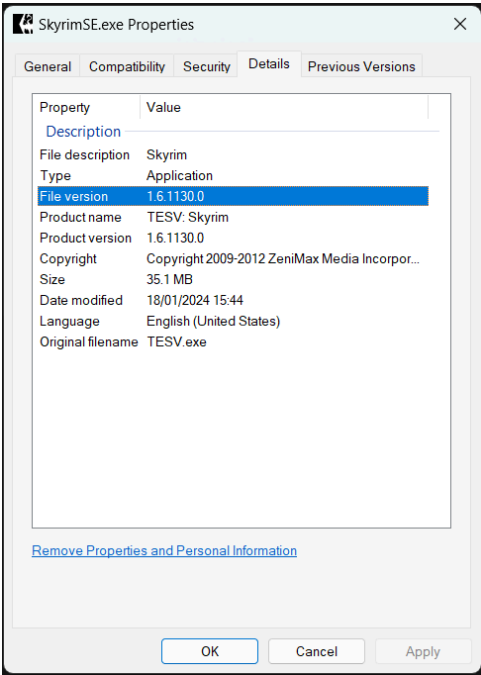 SkyrimSE.exe Properties
General Compatibility Security Details Previous Versions
Property Value
Description
File description Skyrim
Type Application
File version 1.6.1130.0
Product name TESV: Skyrim
Product version 1.6.1130.0
Copyright Copyright 2009-2012 ZeniMax Media Incorpor...
Size 35.1 MB
Date modified 18/01/2024 15:44
Language English (United States)
Original filename TESV.exe
Remove Properties and Personal Information
OK Cancel Apply